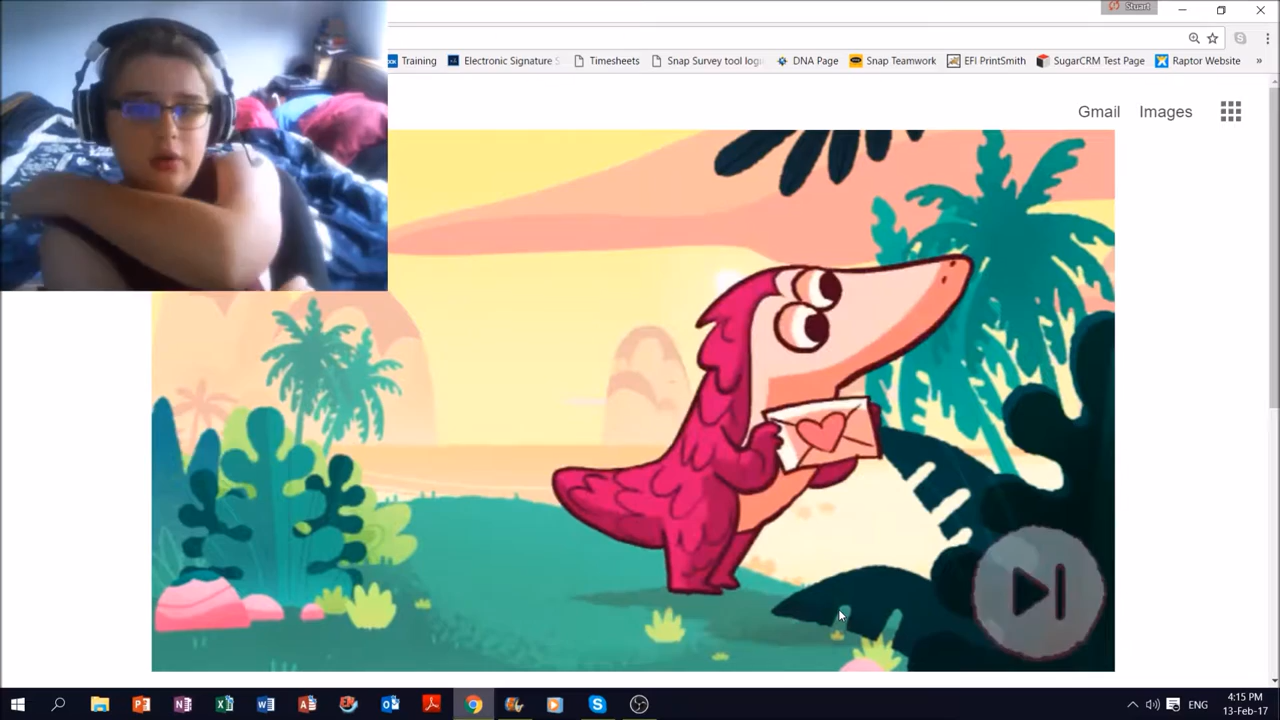 Stuart
Training Electronic Signature S Timesheets Snap Survey tool logi DNA Page Snap Teamwork EFI PrintSmith SugarCRM Test Page Raptor Website »
Gmail Images
4:15 PM
ENG
13-Feb-17